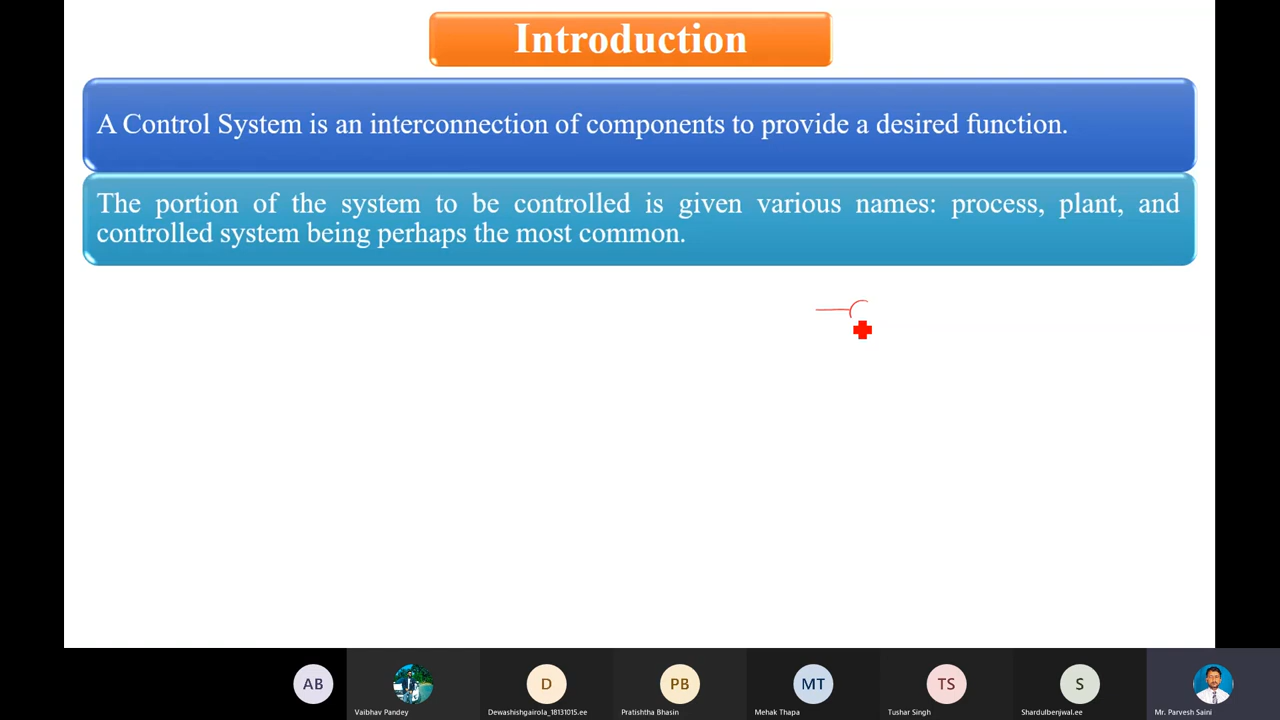 Introduction
A Control System is an interconnection of components to provide a desired function.
The portion of the system to be controlled is given various names: process, plant, and
controlled system being perhaps the most common.
AB
D
PB
MT
TS
S
Vaibhav Pandey
Dewashishgairola_18131015.ee
Pratishtha Bhasin
Mehak Thapa
Tushar Singh
Shardulbenjwal.ee
Mr. Parvesh Saini